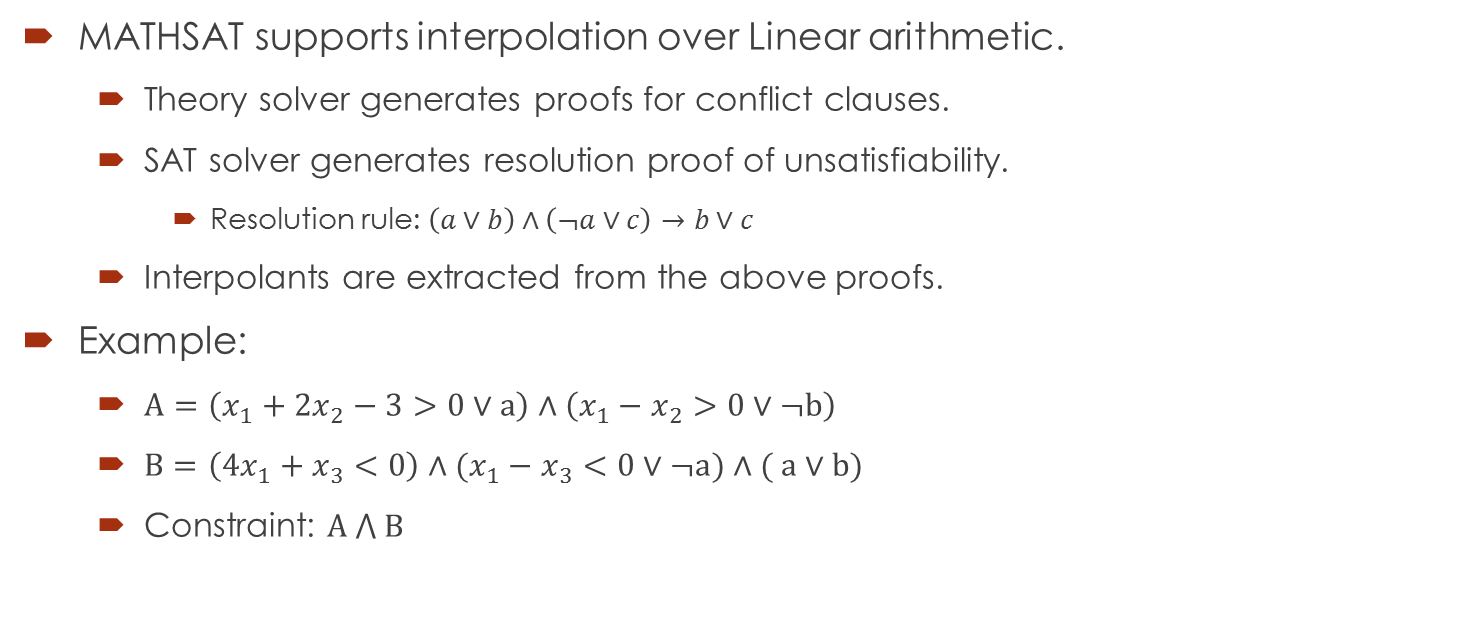 MATHSAT supports interpolation over Linear arithmetic.
Theory solver generates proofs for conflict clauses.
SAT solver generates resolution proof of unsatisfiability.
Resolution rule: (𝑎 ∨ 𝑏) ∧ (¬𝑎 ∨ 𝑐) → 𝑏 ∨ 𝑐
Interpolants are extracted from the above proofs.
Example:
A = (𝑥₁ + 2𝑥₂ − 3 > 0 ∨ a) ∧ (𝑥₁ − 𝑥₂ > 0 ∨ ¬b)
B = (4𝑥₁ + 𝑥₃ < 0) ∧ (𝑥₁ − 𝑥₃ < 0 ∨ ¬a) ∧ ( a ∨ b)
Constraint: A ⋀ B